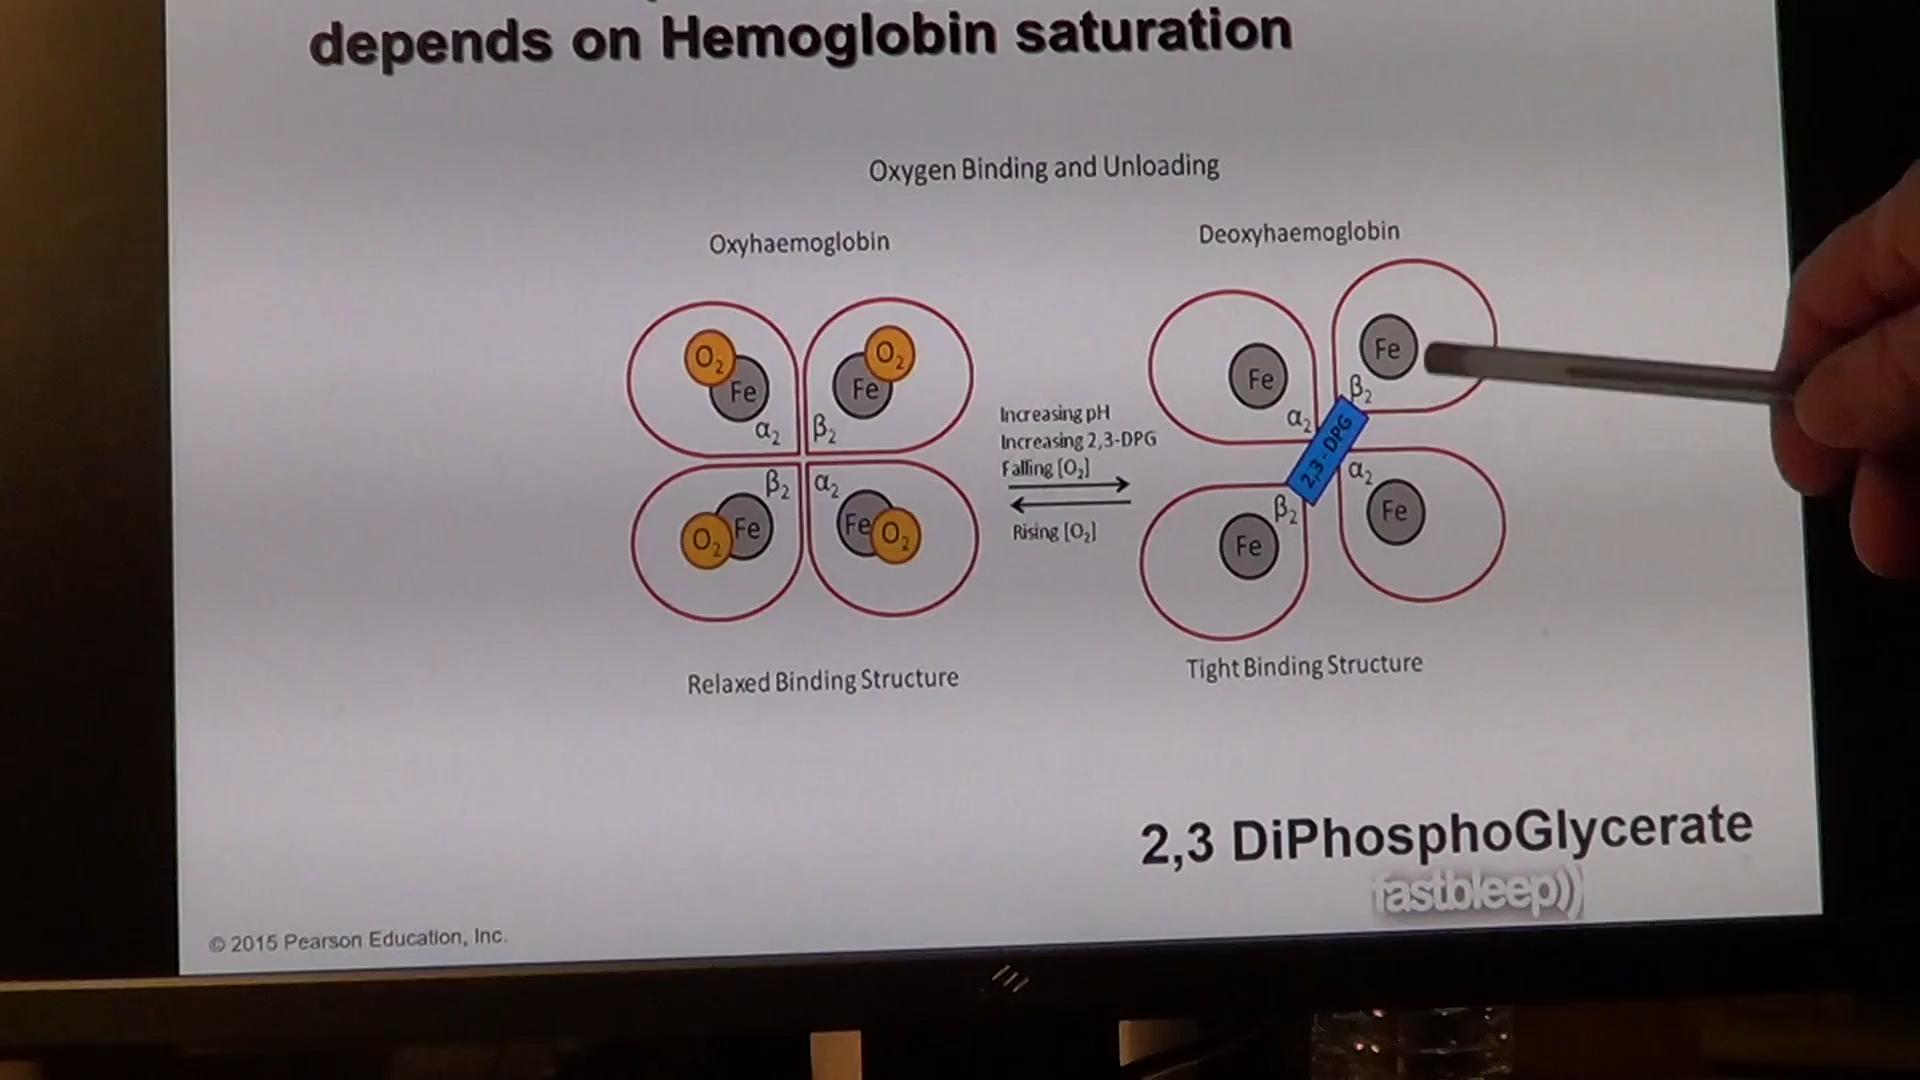 depends on Hemoglobin saturation
Oxygen Binding and Unloading
Oxyhaemoglobin
Deoxyhaemoglobin
O2
Fe
α2
O2
Fe
β2
β2
Fe
O2
α2
Fe
O2
Increasing pH
Increasing 2,3-DPG
Falling [O2]
Rising [O2]
Fe
α2
Fe
β2
2,3 - DPG
β2
Fe
α2
Fe
Relaxed Binding Structure
Tight Binding Structure
2,3 DiPhosphoGlycerate
fastbleep))
© 2015 Pearson Education, Inc.